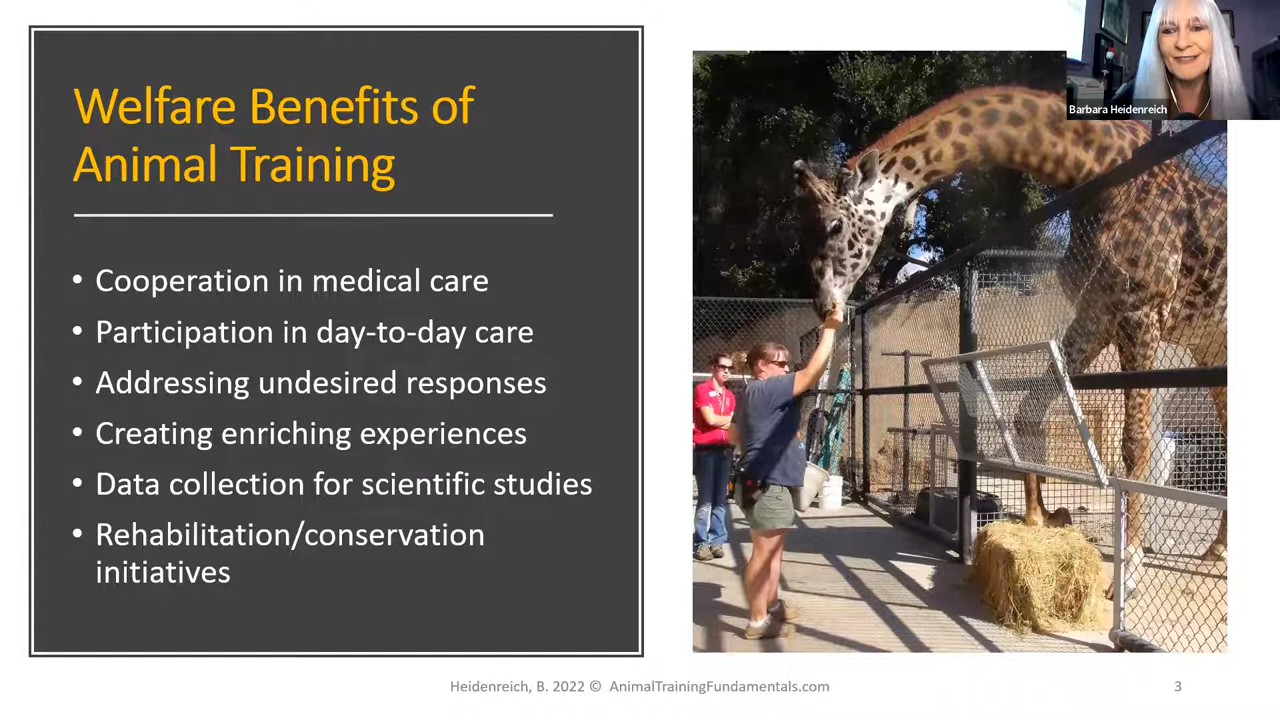 Welfare Benefits of
Animal Training
• Cooperation in medical care
• Participation in day-to-day care
• Addressing undesired responses
• Creating enriching experiences
• Data collection for scientific studies
• Rehabilitation/conservation
initiatives
Barbara Heidenreich
Heidenreich, B. 2022 © AnimalTrainingFundamentals.com
3